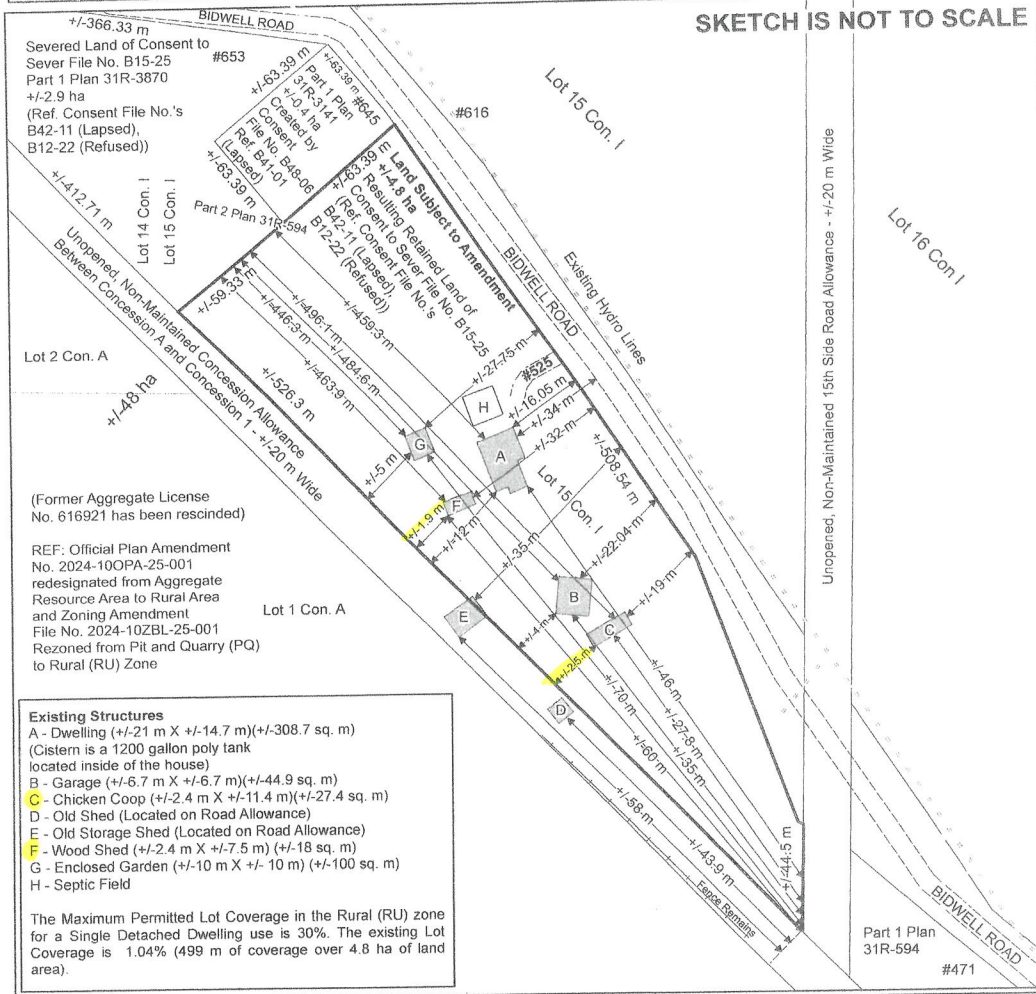 SKETCH IS NOT TO SCALE
BIDWELL ROAD
+/-366.33 m
Severed Land of Consent to
Sever File No. B15-25
Part 1 Plan 31R-3870
+/-2.9 ha
(Ref. Consent File No.'s
B42-11 (Lapsed),
B12-22 (Refused))
#653
+/-63.39 m
+/-63.39 m
#645
Part 1 Plan
31R-3141
+/-0.4 ha
Created by
Consent
File No. B48-06
Ref. B41-01
(Lapsed)
+/-63.39 m
#616
Lot 15 Con. I
Lot 16 Con I
Unopened, Non-Maintained 15th Side Road Allowance - +/-20 m Wide
+/-412.71 m
Lot 14 Con. I
Lot 15 Con. I
Part 2 Plan 31R-594
+/-63.39 m
Land Subject to Amendment
+/-4.8 ha
Resulting Retained Land of
Consent to Sever File No. B15-25
(Ref. Consent File No.'s
B42-11 (Lapsed),
B12-22 (Refused))
BIDWELL ROAD
Existing Hydro Lines
Unopened, Non-Maintained Concession Allowance
Between Concession A and Concession 1 - +/-20 m Wide
+/-59.33 m
+/-446.3 m
+/-496.1 m
+/-459.3 m
+/-484.6 m
+/-463.9 m
+/-526.3 m
Lot 2 Con. A
+/-48 ha
+/-27.75 m
#525
+/-16.05 m
+/-34 m
+/-32 m
+/-508.54 m
H
G
A
F
+/-5 m
+/-1.9 m
+/-12 m
Lot 15 Con. I
+/-35 m
+/-22.04 m
+/-19 m
B
C
E
D
+/-4 m
+/-2.5 m
+/-46 m
+/-27.8 m
+/-35 m
+/-70 m
+/-60 m
+/-58 m
+/-43.9 m
+/-44.5 m
Fence Remains
(Former Aggregate License
No. 616921 has been rescinded)
REF: Official Plan Amendment
No. 2024-10OPA-25-001
redesignated from Aggregate
Resource Area to Rural Area
and Zoning Amendment
File No. 2024-10ZBL-25-001
Rezoned from Pit and Quarry (PQ)
to Rural (RU) Zone
Lot 1 Con. A
Existing Structures
A - Dwelling (+/-21 m X +/-14.7 m)(+/-308.7 sq. m)
(Cistern is a 1200 gallon poly tank
located inside of the house)
B - Garage (+/-6.7 m X +/-6.7 m)(+/-44.9 sq. m)
C - Chicken Coop (+/-2.4 m X +/-11.4 m)(+/-27.4 sq. m)
D - Old Shed (Located on Road Allowance)
E - Old Storage Shed (Located on Road Allowance)
F - Wood Shed (+/-2.4 m X +/-7.5 m) (+/-18 sq. m)
G - Enclosed Garden (+/-10 m X +/- 10 m) (+/-100 sq. m)
H - Septic Field
The Maximum Permitted Lot Coverage in the Rural (RU) zone
for a Single Detached Dwelling use is 30%. The existing Lot
Coverage is 1.04% (499 m of coverage over 4.8 ha of land
area).
BIDWELL ROAD
Part 1 Plan
31R-594
#471